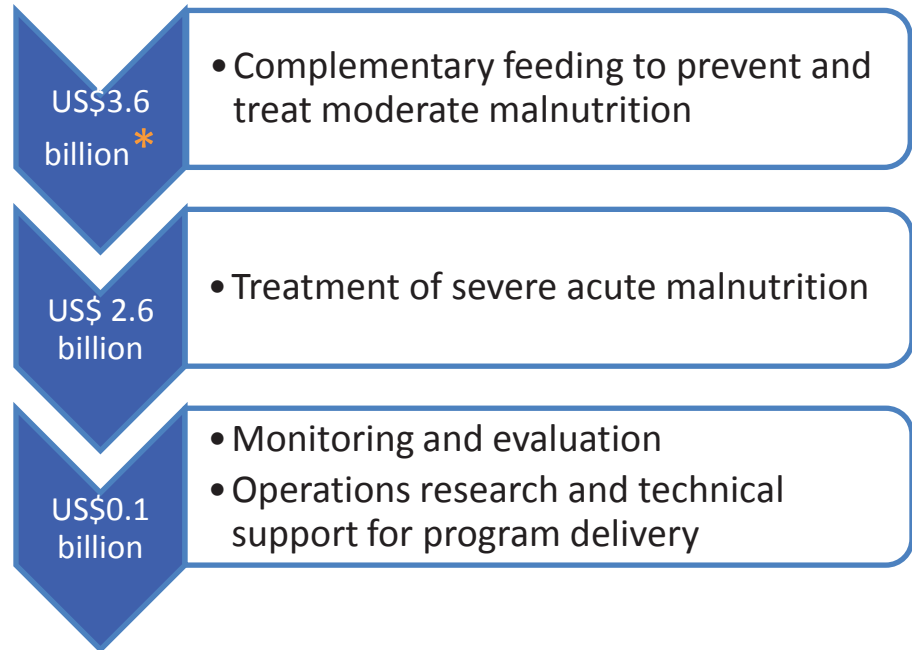 US$3.6
billion*
• Complementary feeding to prevent and
treat moderate malnutrition
US$ 2.6
billion
• Treatment of severe acute malnutrition
US$0.1
billion
• Monitoring and evaluation
• Operations research and technical
support for program delivery